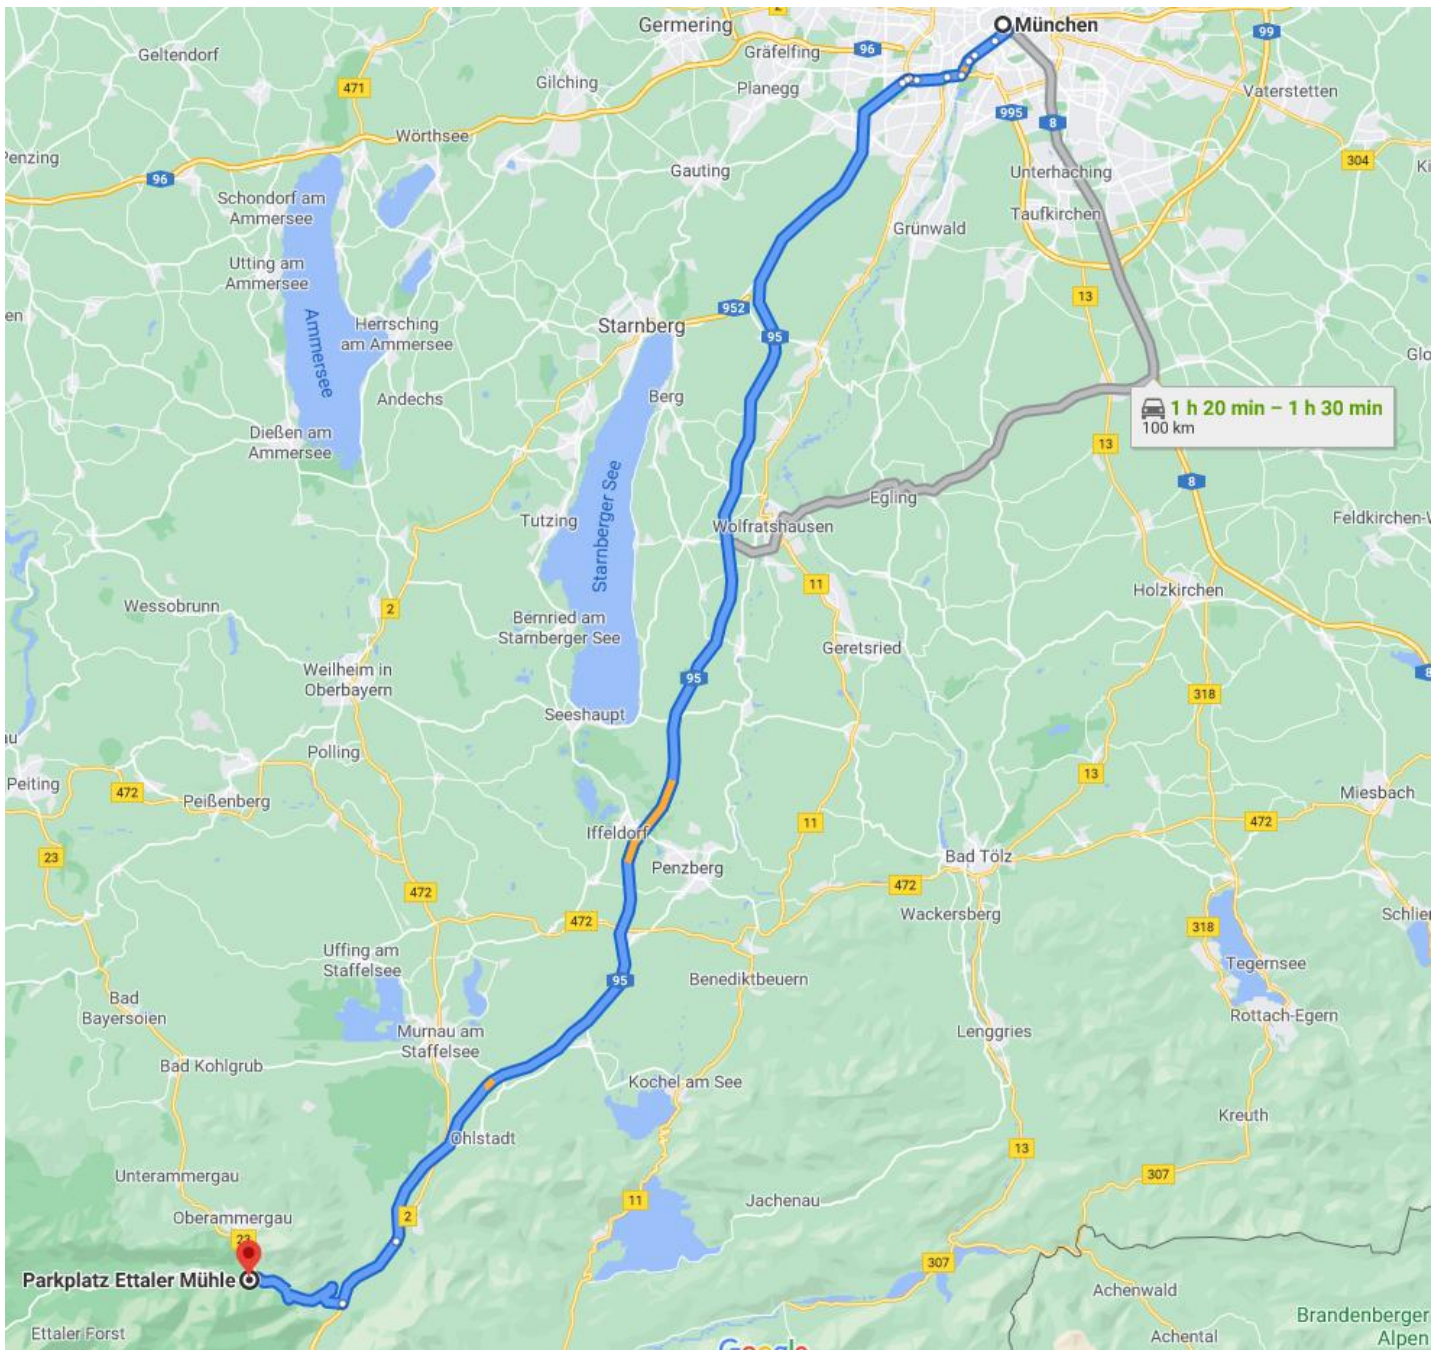 München
Germering
2
99
Geltendorf
Gräfelfing
96
Gilching
Planegg
471
Vaterstetten
995
8
Wörthsee
Penzing
304
96
Gauting
Unterhaching
Schondorf am
Ammersee
Taufkirchen
Grünwald
Utting am
Ammersee
13
952
Herrsching
am Ammersee
Starnberg
95
Ammersee
Berg
Andechs
1 h 20 min – 1 h 30 min
100 km
Dießen am
Ammersee
13
8
Egling
Tutzing
Wolfratshausen
Feldkirchen-W
Starnberger See
11
Holzkirchen
Wessobrunn
2
Bernried am
Starnberger See
Geretsried
Weilheim in
Oberbayern
95
8
318
Seeshaupt
Polling
13
Peiting
472
Peißenberg
Miesbach
Iffeldorf
11
472
23
Penzberg
Bad Tölz
472
472
472
Wackersberg
Schlier
318
Uffing am
Staffelsee
Tegernsee
95
Benediktbeuern
Bad
Bayersoien
Rottach-Egern
Murnau am
Staffelsee
Lenggries
Bad Kohlgrub
Kochel am See
Kreuth
Ohlstadt
13
Unterammergau
307
11
Jachenau
Oberammergau
2
23
307
Parkplatz Ettaler Mühle
Achenwald
Brandenberger
Alpen
Ettaler Forst
Achental